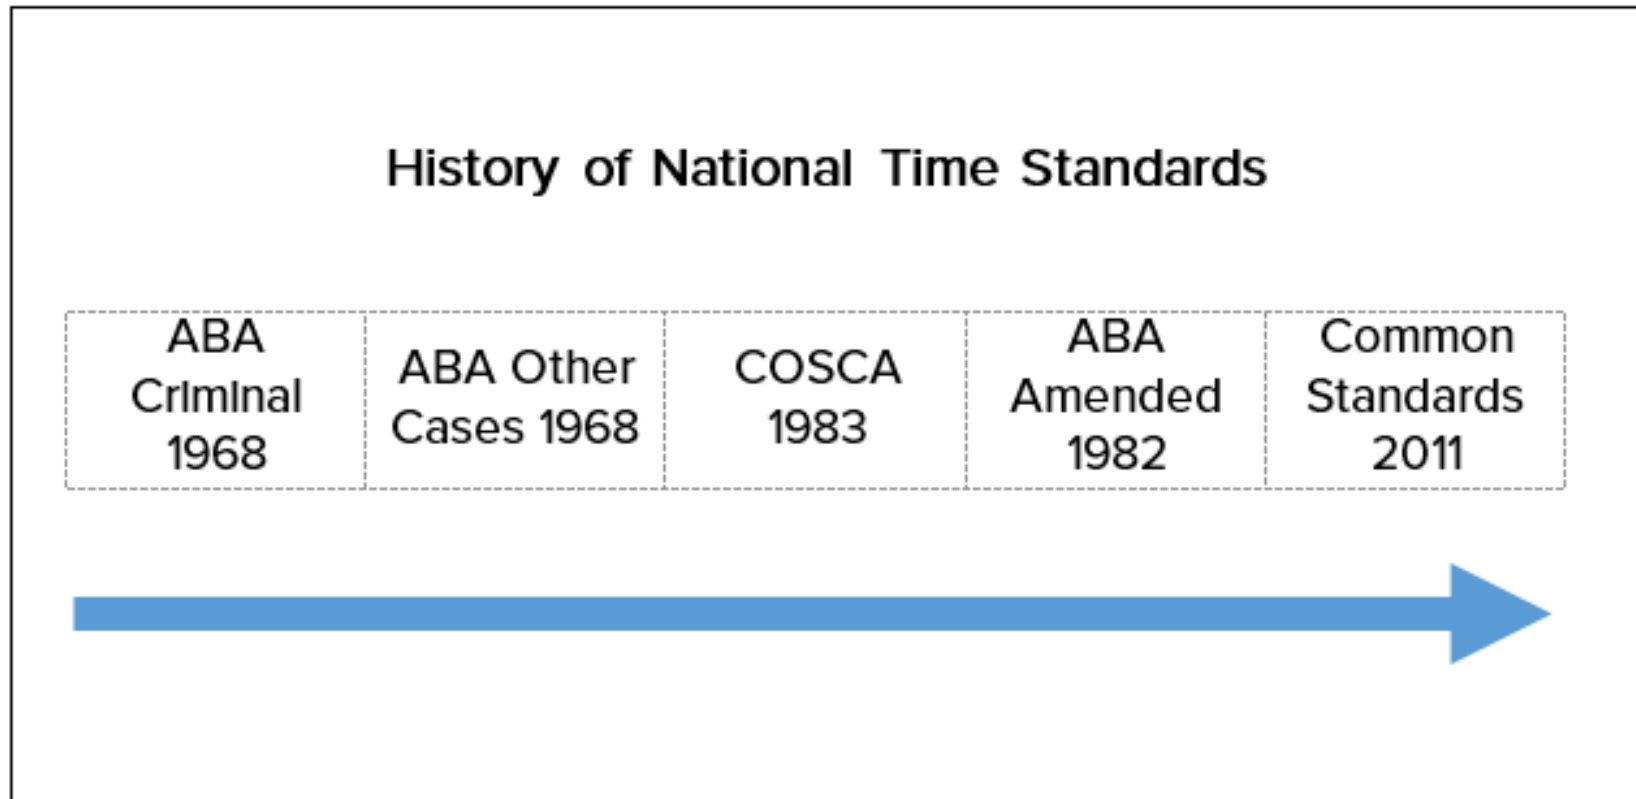 History of National Time Standards
ABA
Criminal
1968
ABA Other
Cases 1968
COSCA
1983
ABA
Amended
1982
Common
Standards
2011